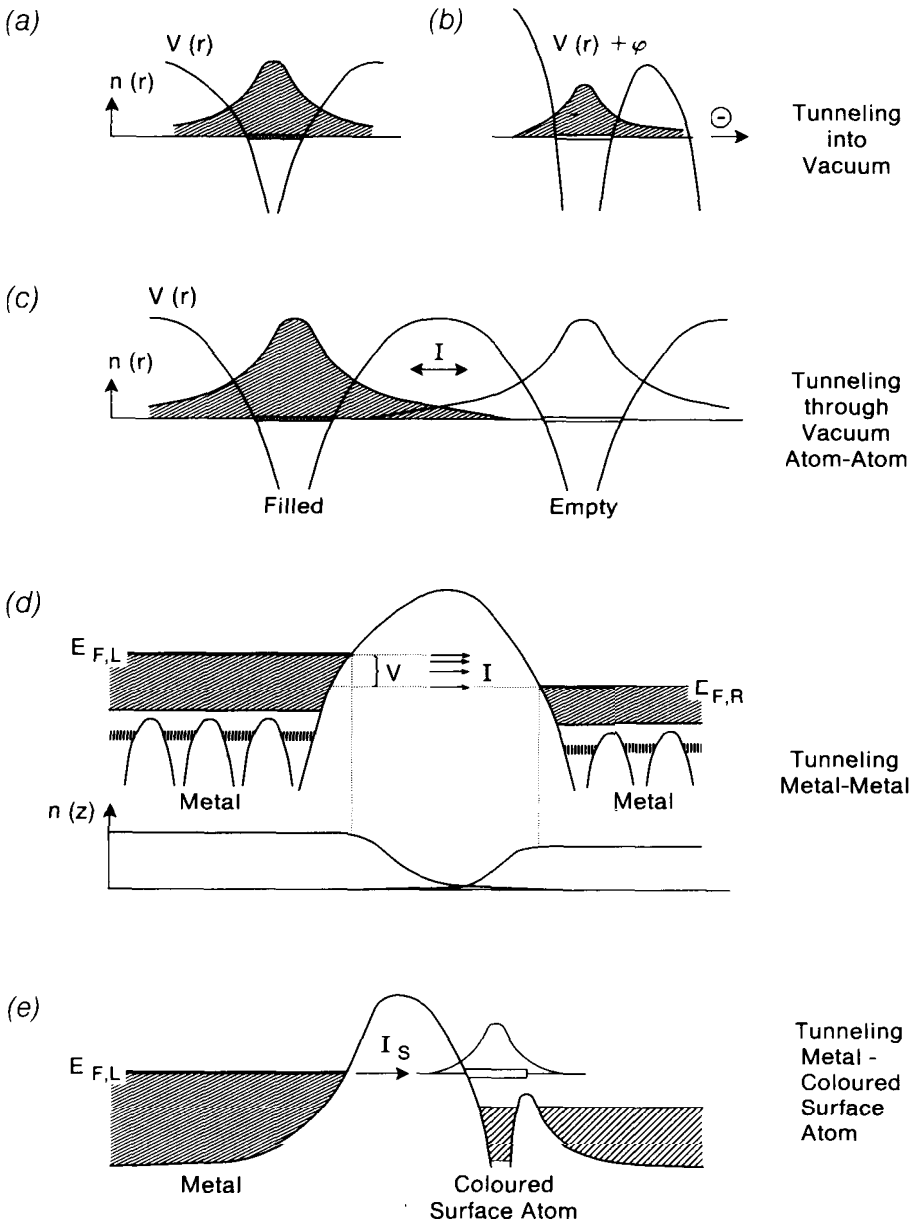 (a)
V (r)
n (r)
(b)
V (r) + φ
⊖
Tunneling
into
Vacuum
(c)
V (r)
n (r)
I
Filled
Empty
Tunneling
through
Vacuum
Atom-Atom
(d)
E F,L
V
I
E F,R
Metal
Metal
n (z)
Tunneling
Metal-Metal
(e)
E F,L
I S
Metal
Coloured
Surface Atom
Tunneling
Metal -
Coloured
Surface
Atom